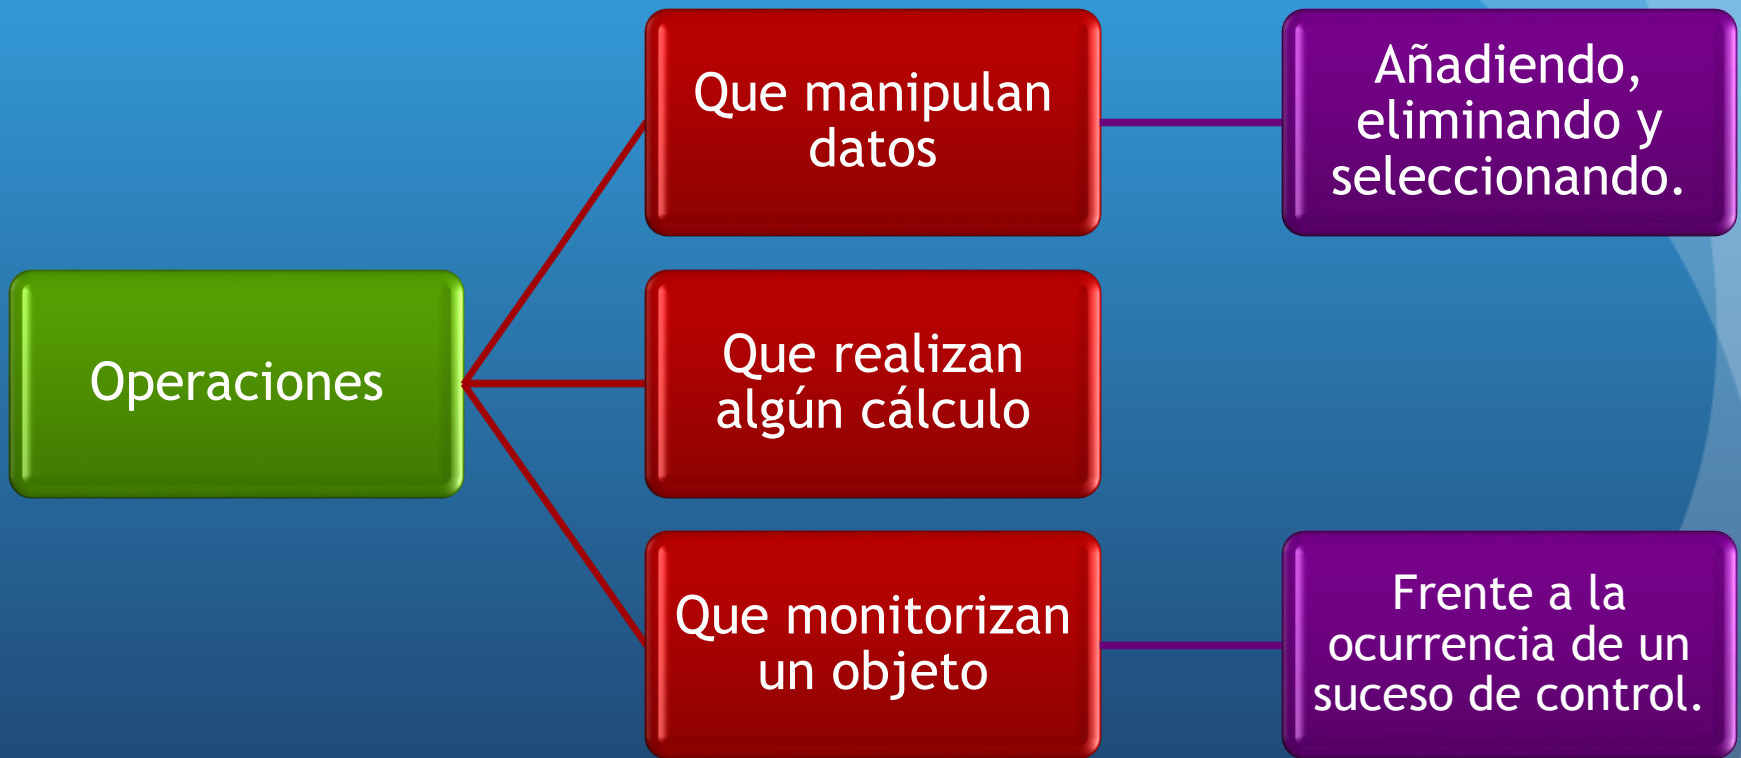 Operaciones
Que manipulan
datos
Añadiendo,
eliminando y
seleccionando.
Que realizan
algún cálculo
Que monitorizan
un objeto
Frente a la
ocurrencia de un
suceso de control.